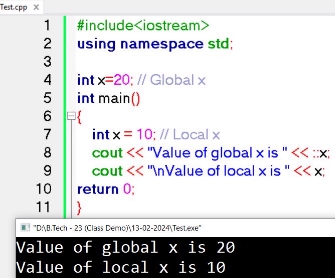 Test.cpp ×
1 #include<iostream>
2 using namespace std;
3
4 int x=20; // Global x
5 int main()
6 {
7 int x = 10; // Local x
8 cout << "Value of global x is " << ::x;
9 cout << "\nValue of local x is " << x;
10 return 0;
11 }
"D:\B.Tech - 23 (Class Demo)\13-02-2024\Test.exe"
Value of global x is 20
Value of local x is 10